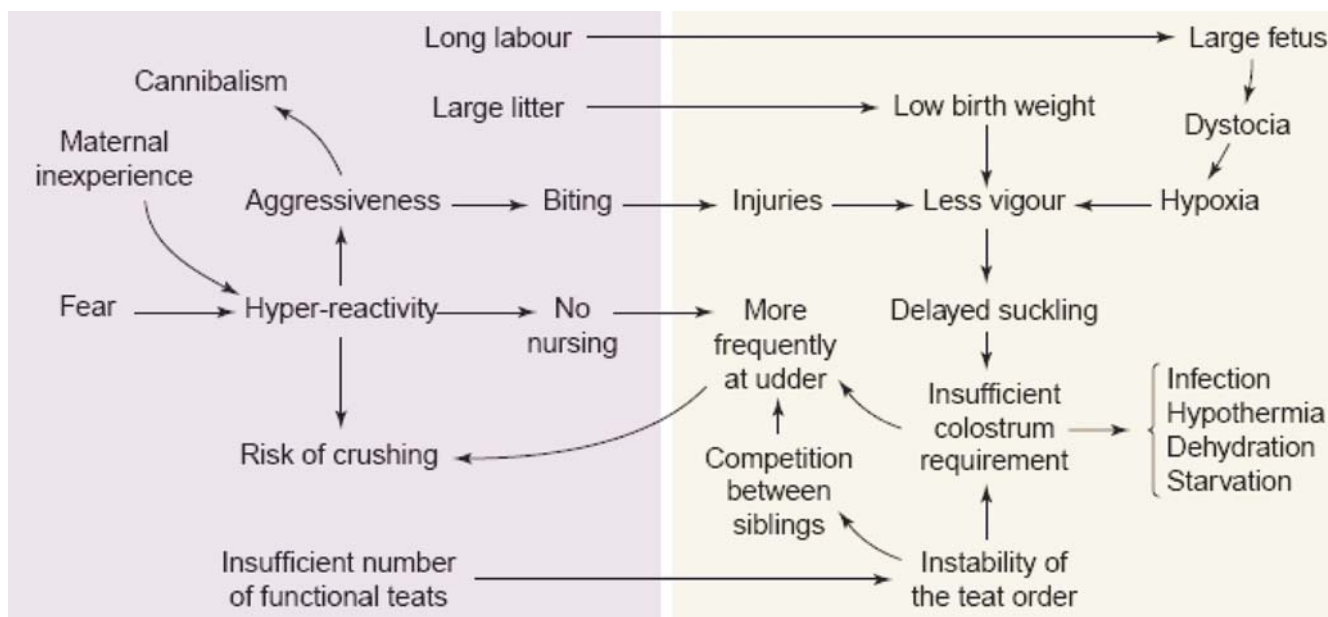 Long labour
Large fetus
Cannibalism
Large litter
Low birth weight
Dystocia
Maternal
inexperience
Aggressiveness
Biting
Injuries
Less vigour
Hypoxia
Fear
Hyper-reactivity
No
nursing
More
frequently
at udder
Delayed suckling
Insufficient
colostrum
requirement
Infection
Hypothermia
Dehydration
Starvation
Risk of crushing
Competition
between
siblings
Insufficient number
of functional teats
Instability of
the teat order